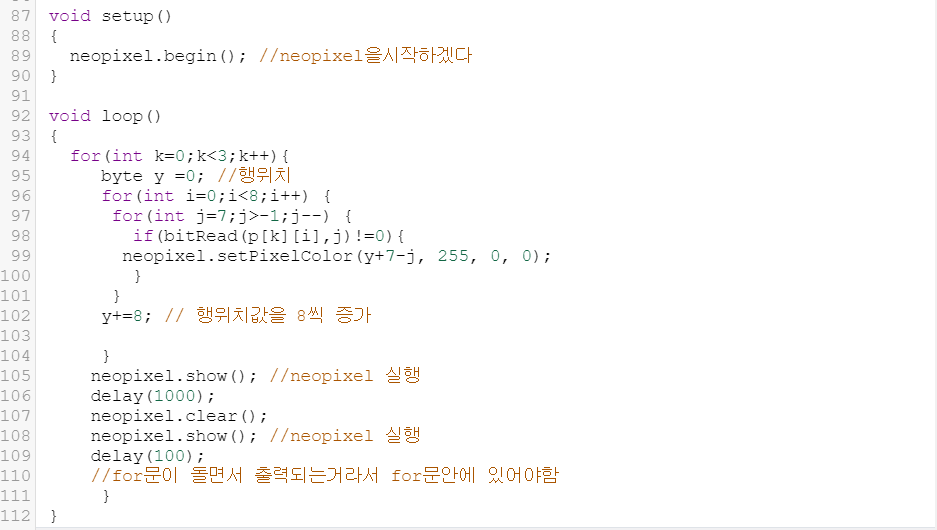 87 void setup()
88 {
89 neopixel.begin(); //neopixel을시작하겠다
90 }
91
92 void loop()
93 {
94 for(int k=0;k<3;k++){
95 byte y =0; //행위치
96 for(int i=0;i<8;i++) {
97 for(int j=7;j>-1;j--) {
98 if(bitRead(p[k][i],j)!=0){
99 neopixel.setPixelColor(y+7-j, 255, 0, 0);
100 }
101 }
102 y+=8; // 행위치값을 8씩 증가
103
104 }
105 neopixel.show(); //neopixel 실행
106 delay(1000);
107 neopixel.clear();
108 neopixel.show(); //neopixel 실행
109 delay(100);
110 //for문이 돌면서 출력되는거라서 for문안에 있어야함
111 }
112 }